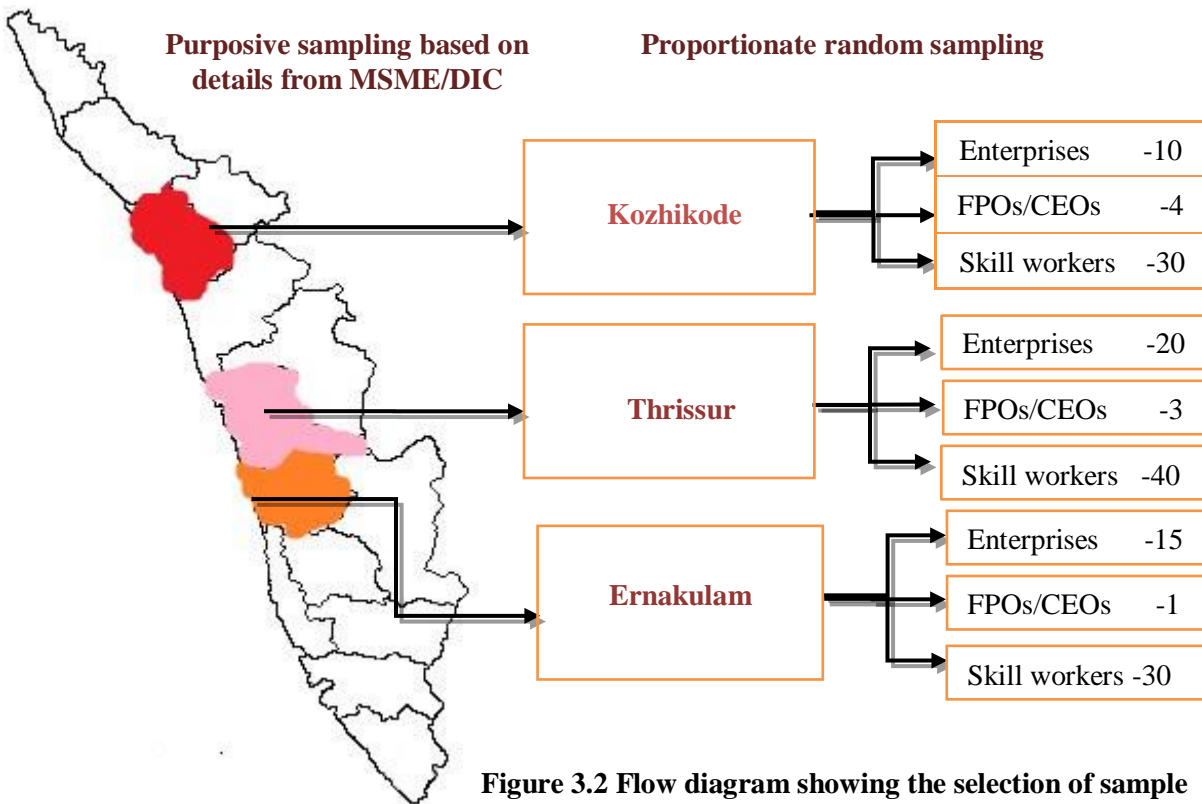 Purposive sampling based on
details from MSME/DIC
Proportionate random sampling
Kozhikode
Enterprises -10
FPOs/CEOs -4
Skill workers -30
Thrissur
Enterprises -20
FPOs/CEOs -3
Skill workers -40
Ernakulam
Enterprises -15
FPOs/CEOs -1
Skill workers -30
Figure 3.2 Flow diagram showing the selection of sample